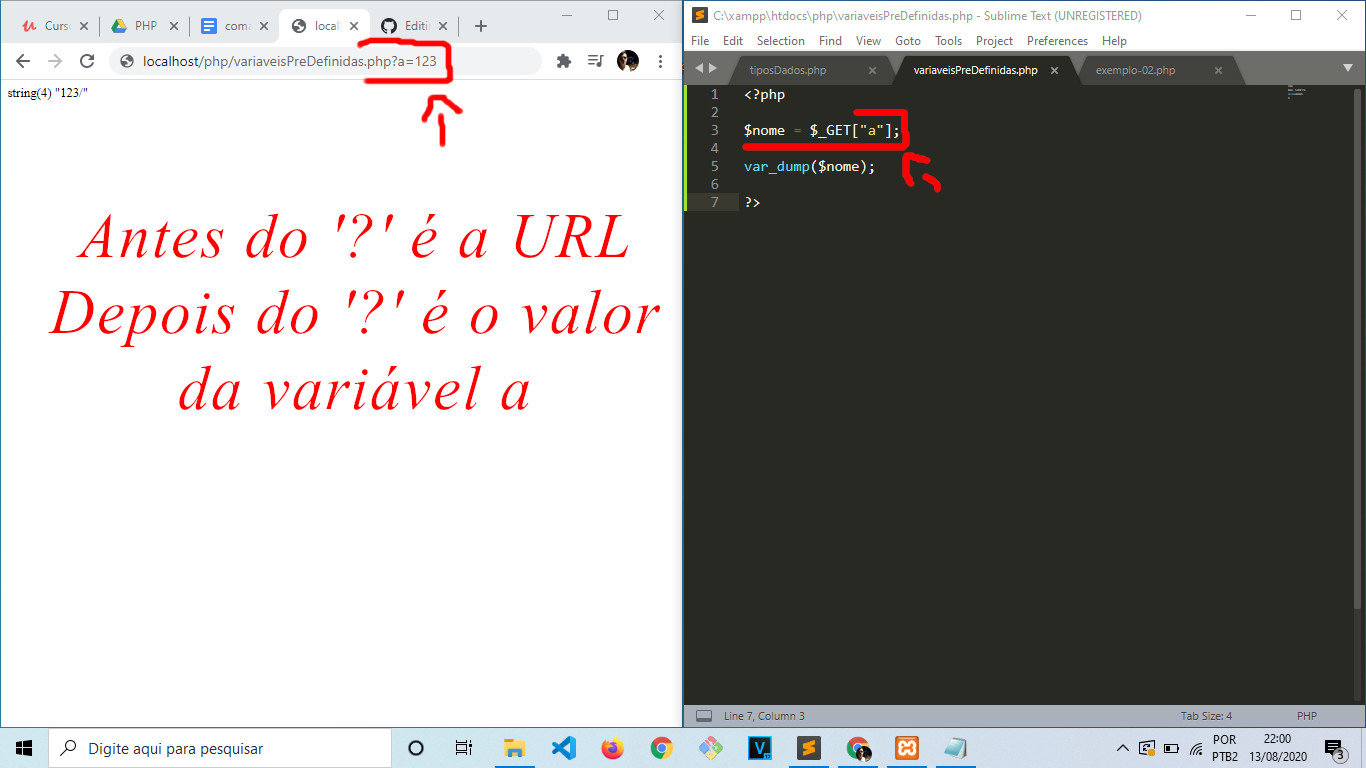 Curs
PHP
com
local
Editi
localhost/php/variaveisPreDefinidas.php?a=123
string(4) "123/"
Antes do '?' é a URL
Depois do '?' é o valor
da variável a
C:\xampp\htdocs\php\variaveisPreDefinidas.php - Sublime Text (UNREGISTERED)
File Edit Selection Find View Goto Tools Project Preferences Help
tiposDados.php variaveisPreDefinidas.php exemplo-02.php
1 <?php
2
3 $nome = $_GET["a"];
4
5 var_dump($nome);
6
7 ?>
Line 7, Column 3 Tab Size: 4 PHP
Digite aqui para pesquisar
POR 22:00
PTB2 13/08/2020
3